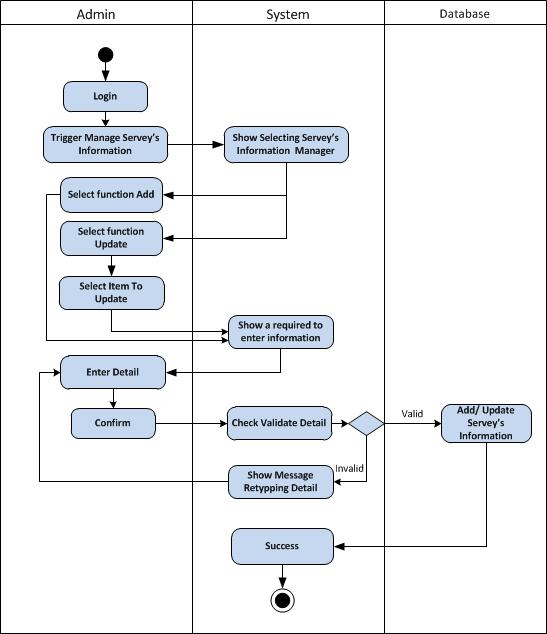 Admin
System
Database
Login
Trigger Manage Servey's
Information
Show Selecting Servey's
Information Manager
Select function Add
Select function
Update
Select Item To
Update
Show a required to
enter information
Enter Detail
Confirm
Check Validate Detail
Valid
Add/ Update
Servey's
Information
Invalid
Show Message
Retypping Detail
Success